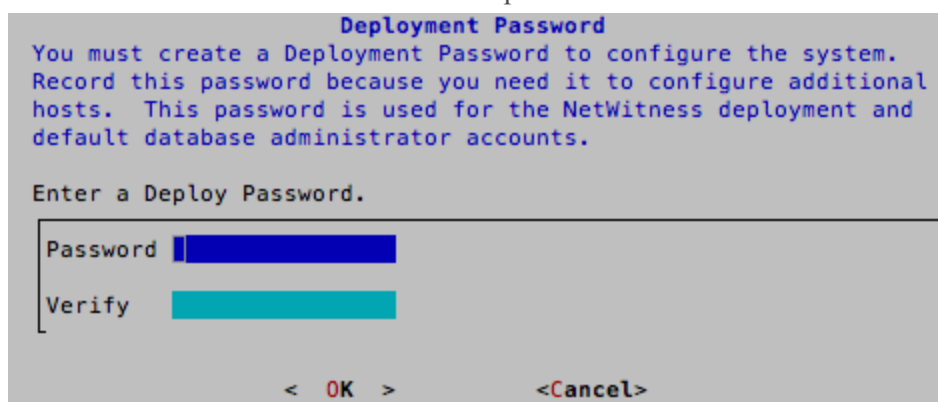 Deployment Password
You must create a Deployment Password to configure the system.
Record this password because you need it to configure additional
hosts.  This password is used for the NetWitness deployment and
default database administrator accounts.
Enter a Deploy Password.
Password
Verify
<  OK  >    <Cancel>